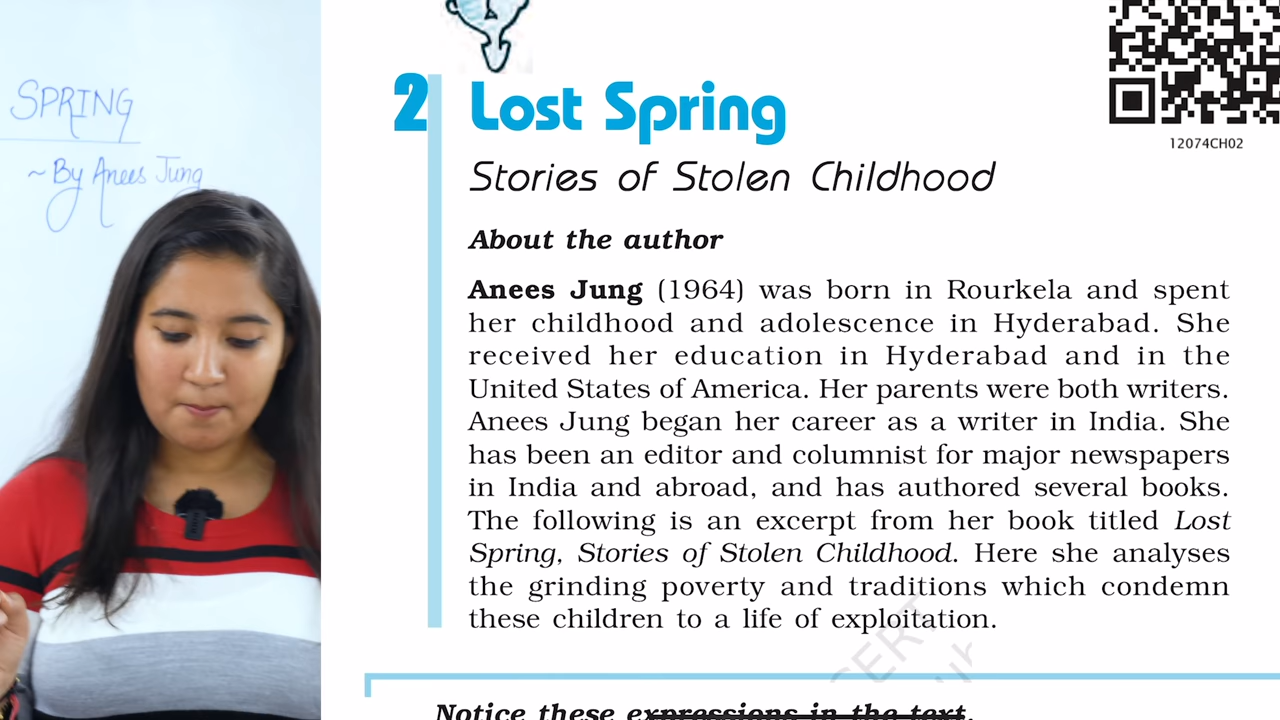 SPRING
~By Anees Jung
2 Lost Spring
12074CH02
Stories of Stolen Childhood
About the author
Anees Jung (1964) was born in Rourkela and spent
her childhood and adolescence in Hyderabad. She
received her education in Hyderabad and in the
United States of America. Her parents were both writers.
Anees Jung began her career as a writer in India. She
has been an editor and columnist for major newspapers
in India and abroad, and has authored several books.
The following is an excerpt from her book titled Lost
Spring, Stories of Stolen Childhood. Here she analyses
the grinding poverty and traditions which condemn
these children to a life of exploitation.
Notice these expressions in the text.